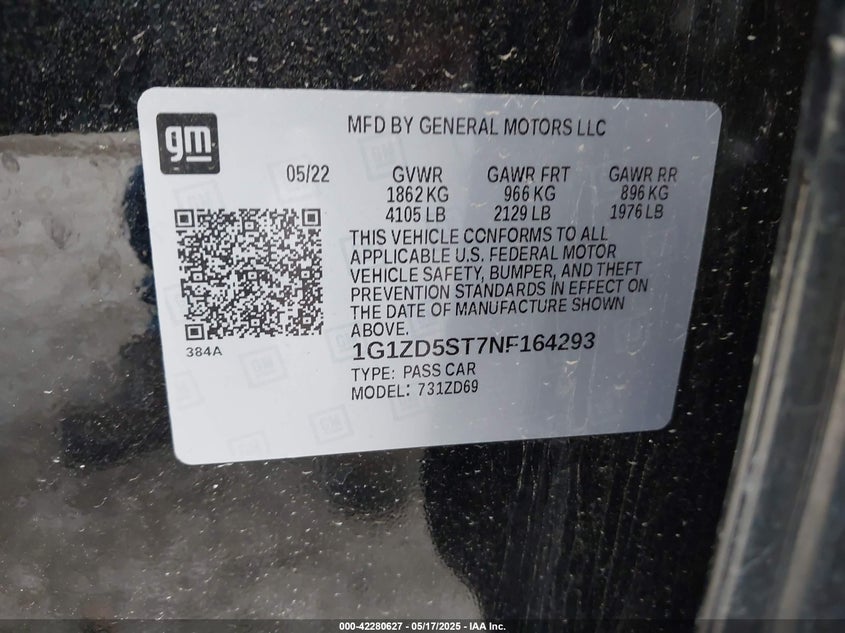 gm
MFD BY GENERAL MOTORS LLC
05/22 GVWR GAWR FRT GAWR RR
1862 KG 966 KG 896 KG
4105 LB 2129 LB 1976 LB
THIS VEHICLE CONFORMS TO ALL
APPLICABLE U.S. FEDERAL MOTOR
VEHICLE SAFETY, BUMPER, AND THEFT
PREVENTION STANDARDS IN EFFECT ON
THE DATE OF MANUFACTURE SHOWN
ABOVE.
384A
1G1ZD5ST7NF164293
TYPE: PASS CAR
MODEL: 731ZD69
000-42280627 - 05/17/2025 - IAA Inc.